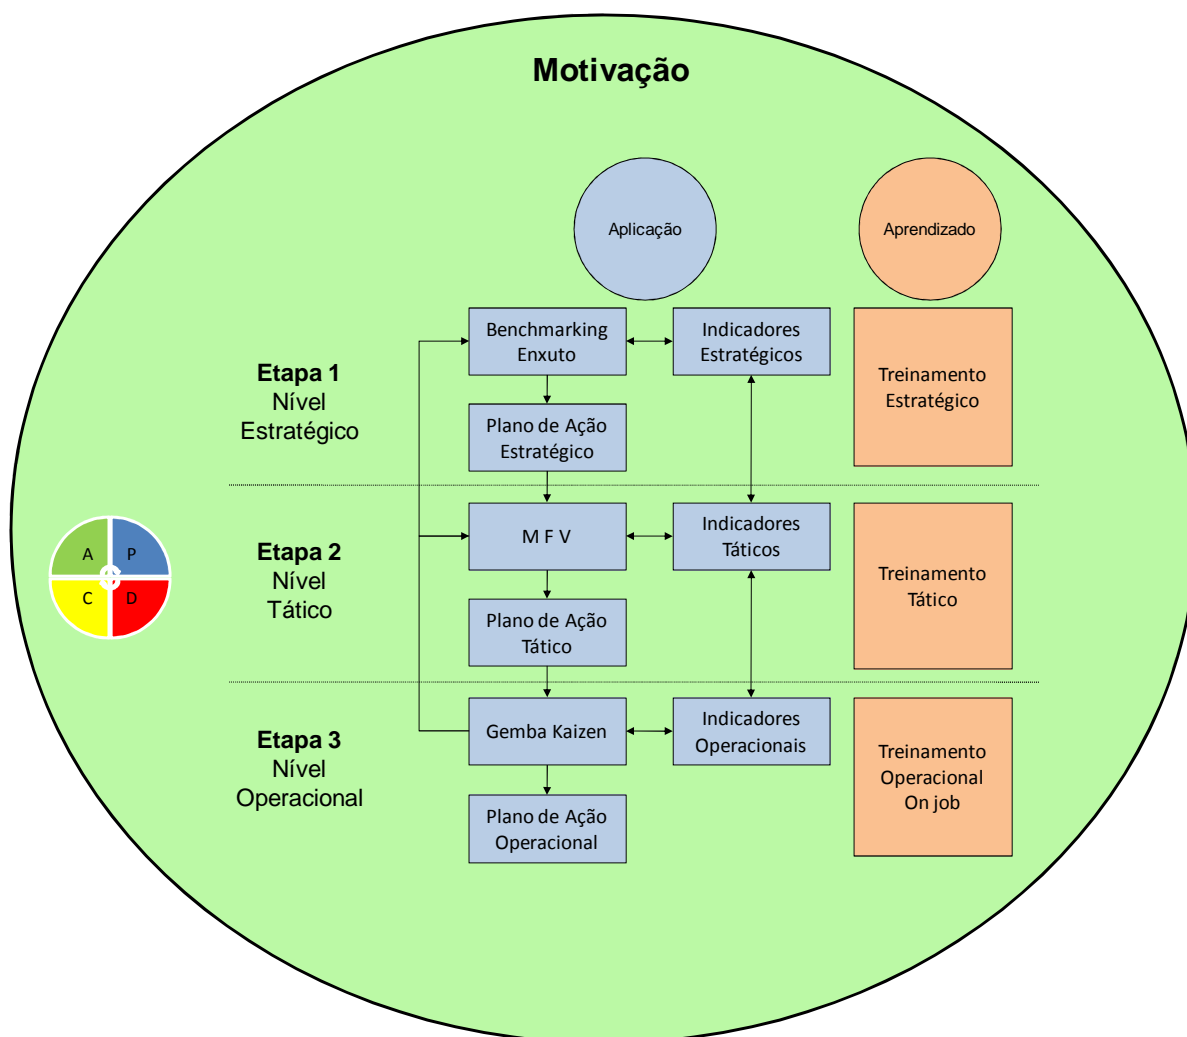 Motivação
Aplicação
Aprendizado
Etapa 1
Nível
Estratégico
Benchmarking
Enxuto
Indicadores
Estratégicos
Treinamento
Estratégico
Plano de Ação
Estratégico
A
P
C
D
Etapa 2
Nível
Tático
M F V
Indicadores
Táticos
Treinamento
Tático
Plano de Ação
Tático
Etapa 3
Nível
Operacional
Gemba Kaizen
Indicadores
Operacionais
Treinamento
Operacional
On job
Plano de Ação
Operacional